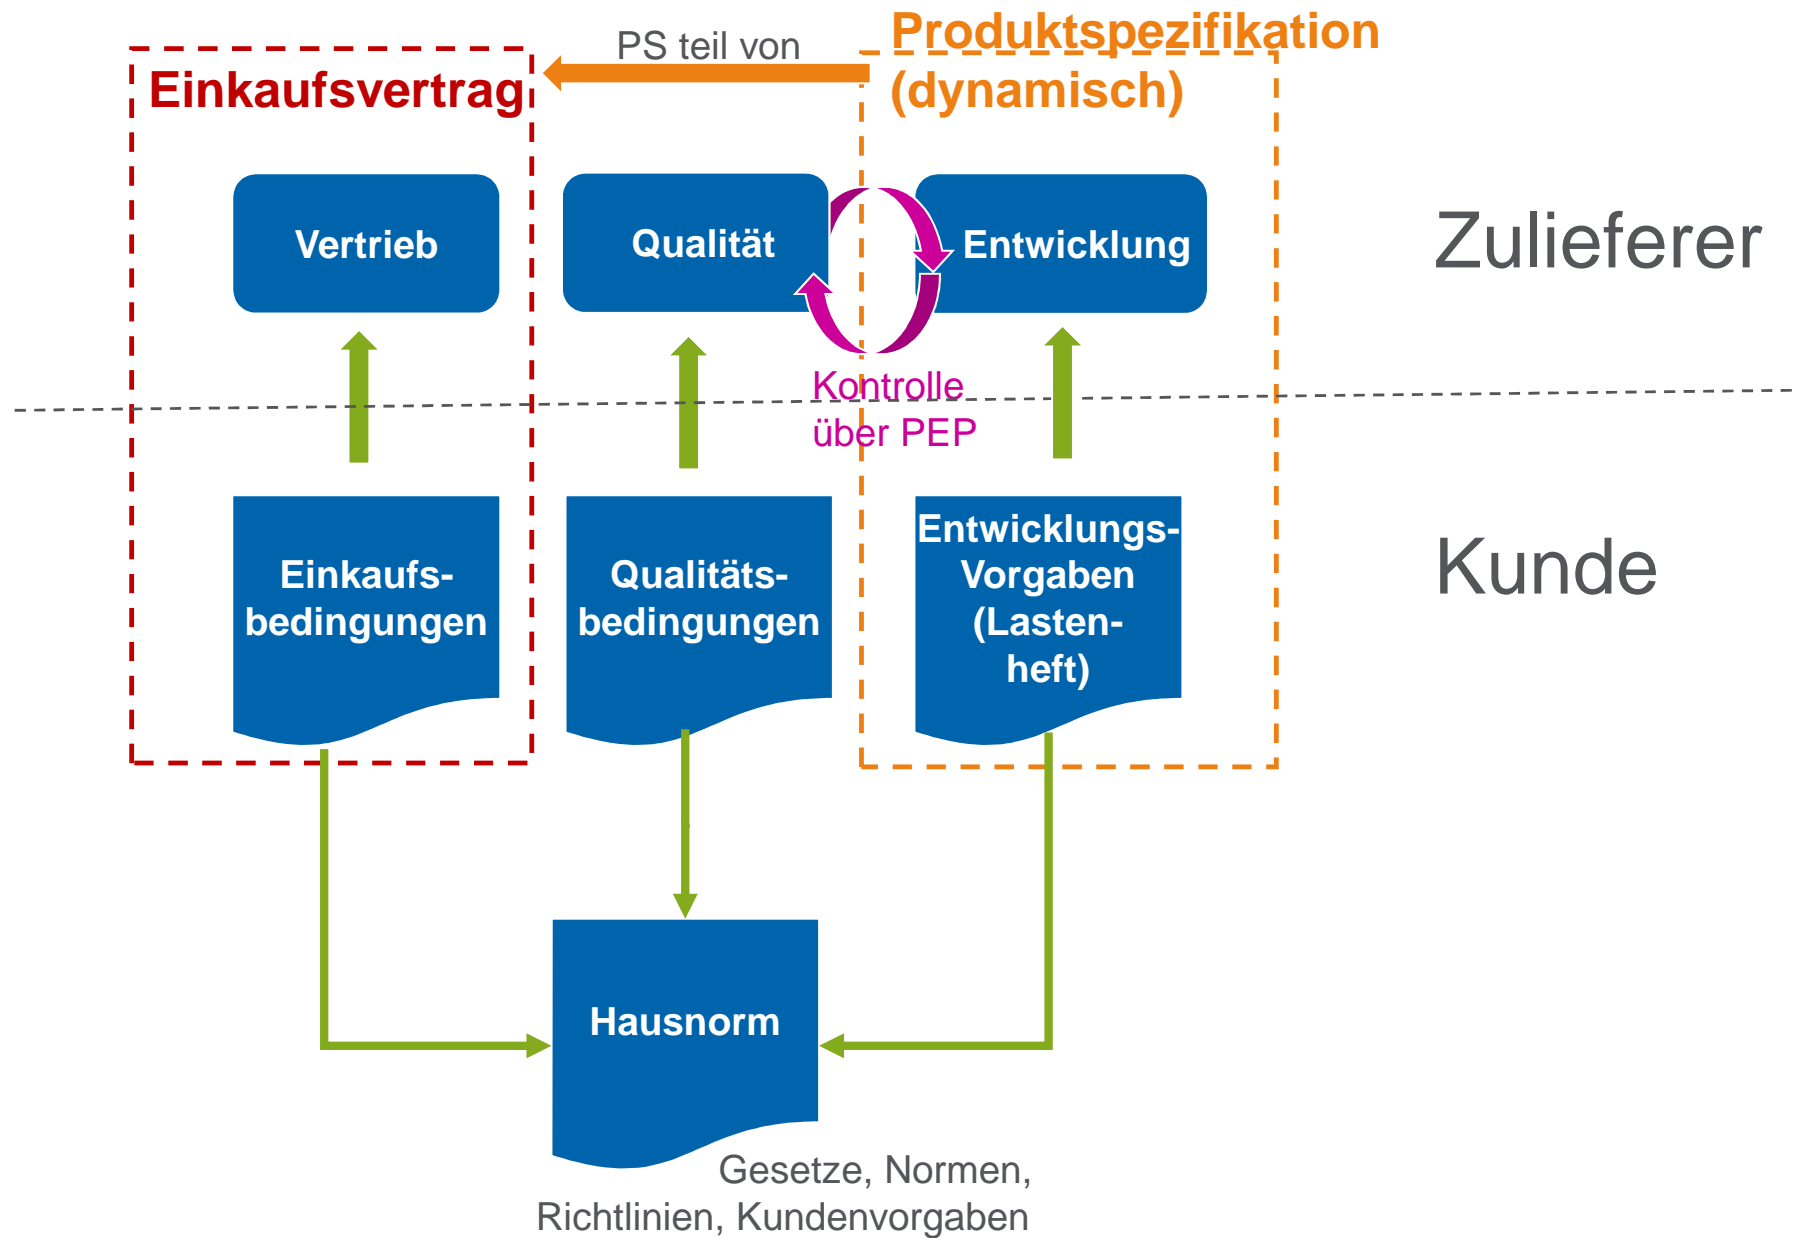 PS teil von
Produktspezifikation
(dynamisch)
Einkaufsvertrag
Vertrieb
Qualität
Entwicklung
Zulieferer
Kontrolle
über PEP
Einkaufs-
bedingungen
Qualitäts-
bedingungen
Entwicklungs-
Vorgaben
(Lasten-
heft)
Kunde
Hausnorm
Gesetze, Normen,
Richtlinien, Kundenvorgaben